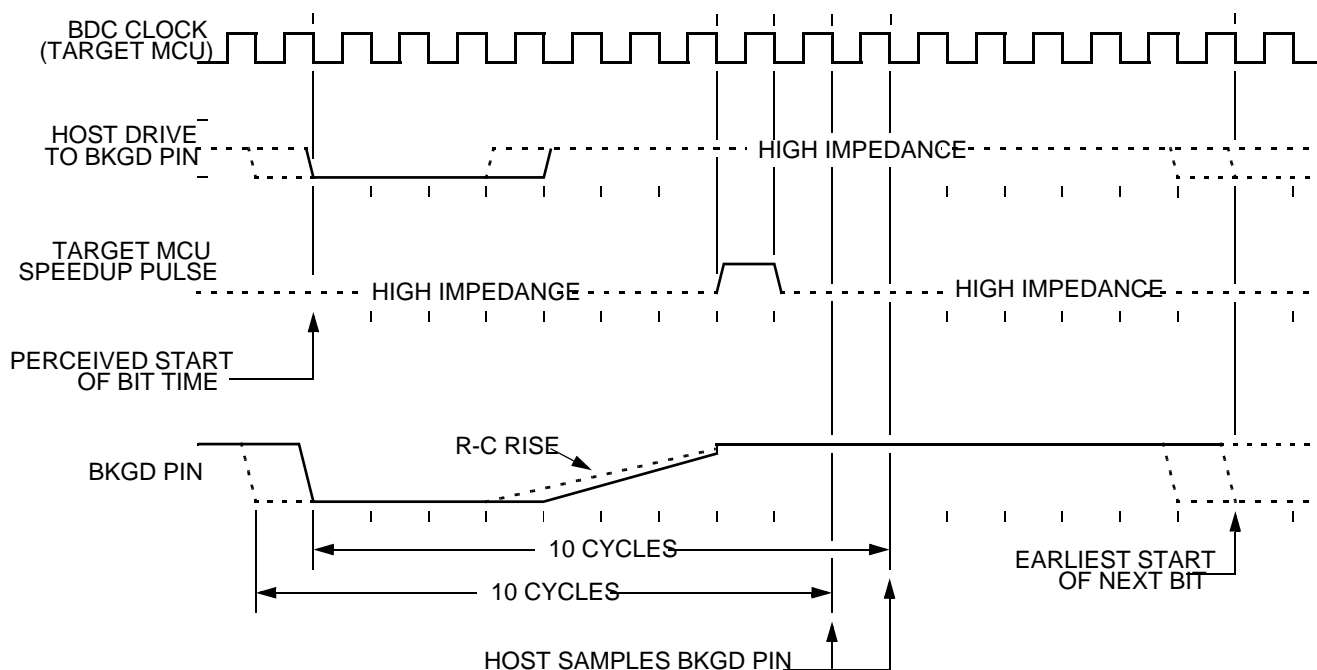 BDC CLOCK
(TARGET MCU)
HOST DRIVE
TO BKGD PIN
HIGH IMPEDANCE
TARGET MCU
SPEEDUP PULSE
HIGH IMPEDANCE
HIGH IMPEDANCE
PERCEIVED START
OF BIT TIME
R-C RISE
BKGD PIN
10 CYCLES
EARLIEST START
OF NEXT BIT
10 CYCLES
HOST SAMPLES BKGD PIN